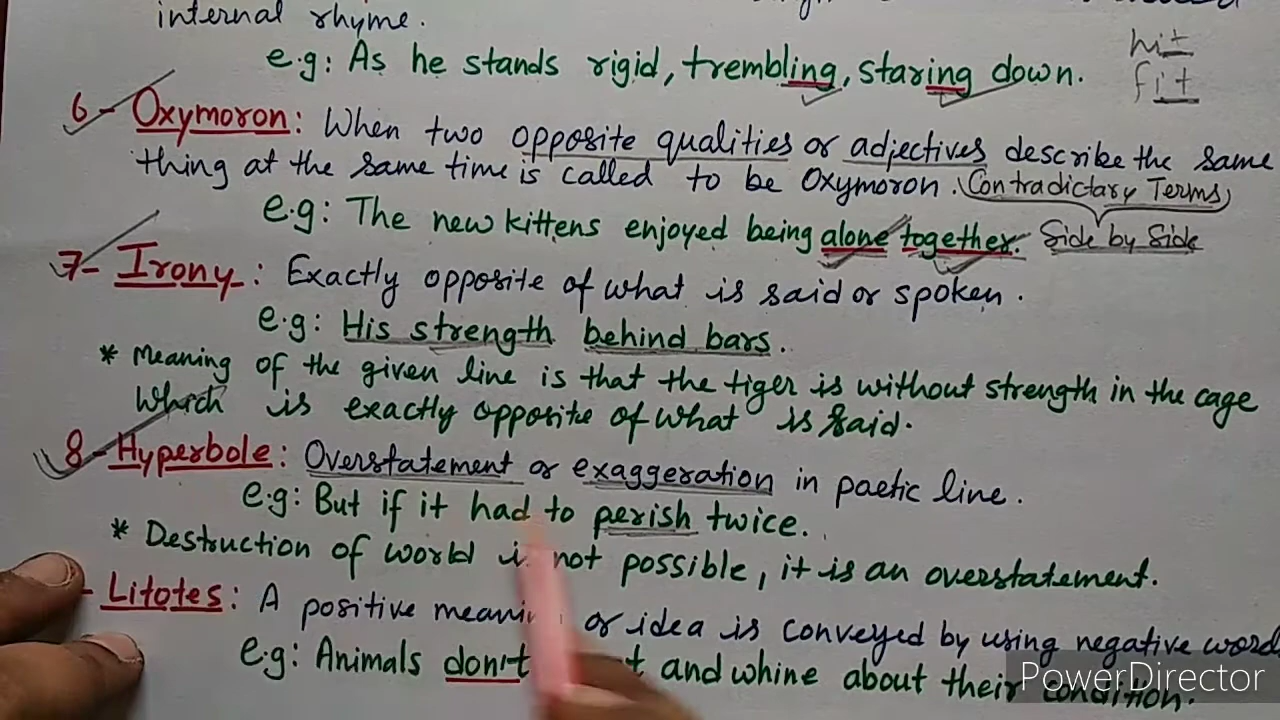 internal rhyme.
hit
e.g: As he stands rigid, trembling, staring down.
fit
6- Oxymoron: When two opposite qualities or adjectives describe the same
thing at the same time is called to be Oxymoron. (Contradictary Terms)
e.g: The new kittens enjoyed being alone together. Side by Side
7- Irony: Exactly opposite of what is said or spoken.
e.g: His strength behind bars.
* Meaning of the given line is that the tiger is without strength in the cage
which is exactly opposite of what is said.
8- Hyperbole: Overstatement or exaggeration in paetic line.
e.g: But if it had to perish twice.
* Destruction of world is not possible, it is an overstatement.
- Litotes: A positive meaning or idea is conveyed by using negative word
e.g: Animals don't and whine about their condition.
PowerDirector